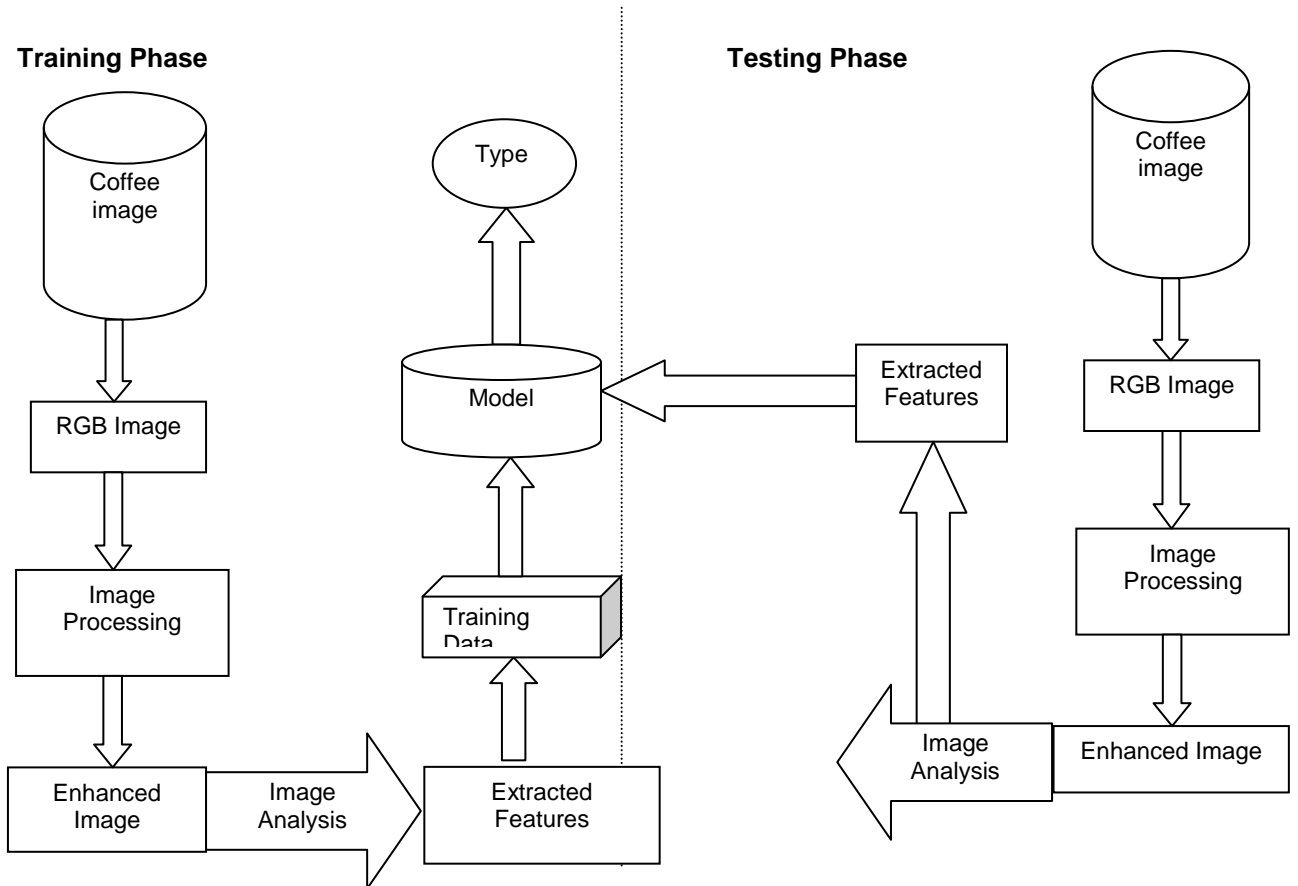 Training Phase
Coffee
image
RGB Image
Image
Processing
Enhanced
Image
Image
Analysis
Extracted
Features
Training
Data
Model
Type
Testing Phase
Coffee
image
RGB Image
Image
Processing
Enhanced Image
Image
Analysis
Extracted
Features